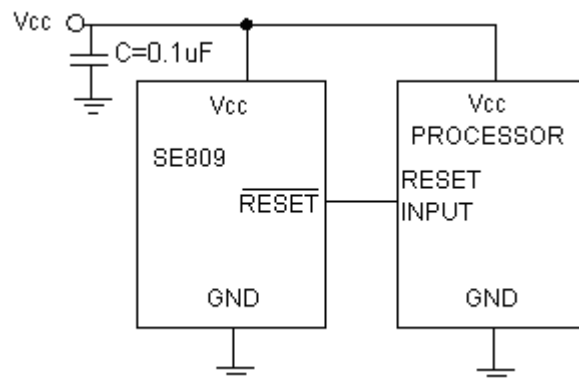 Vcc
C=0.1uF
Vcc
SE809
RESET
GND
Vcc
PROCESSOR
RESET
INPUT
GND